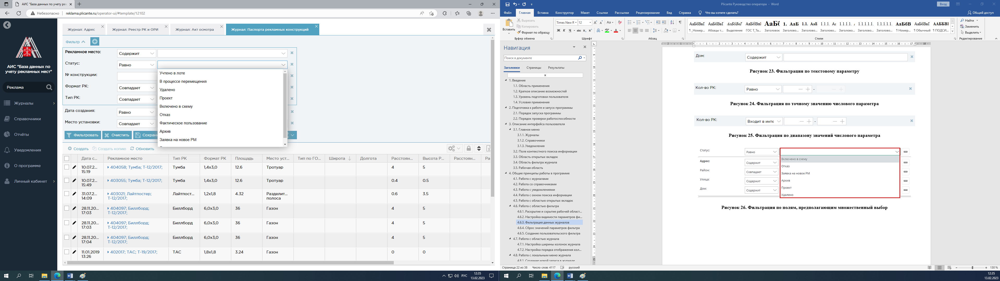 АИС "База данных по учету рек
Небезопасно
reklama.plicante.ru/operator-ui/#template/12102
АИС "База данных по
учету рекламных мест"
Реклама
Журналы
Справочники
Отчёты
Уведомления
О программе
Личный кабинет
Журнал: Адрес
Журнал: Реестр РК и ОРИ
Журнал: Акт осмотра
Журнал: Паспорта рекламных конструкций
Фильтр
Рекламное место:
Содержит
Статус:
Равно
№ конструкции:
Формат РК:
Совпадает
Тип РК:
Совпадает
Дата создания:
Равно
Место установки:
Совпадает
Учтено в лоте
В процессе перемещения
Удалено
Проект
Включено в схему
Отказ
Фактическое пользование
Архив
Заявка на новое РМ
Фильтровать
Очистить
Сохрани
Создать
Создать копию
Обновить
Дата с... Рекламное место Тип РК Формат РК Площадь Место уст... Тип по ГО... Широта Долгота Расстоян... Высота Р... Расстоян... Ра
10.07.2... 404058; Тумба; Т-12/2017; Тумба 1,4х3,0 12.6 Тротуар 4 5
15:19
10.07.2... 403055; Тумба; Т-12/2017; Тумба 1,4х3,0 12.6 Тротуар 0.4 0.5
15:49
31.07.2... 403021; Лайтпостер; Лайтпост... 1,2х1,8 4.32 Разделит... 0.6 3.5
14:09 Т-12/2017; полоса
28.11.20... 404097; Билборд; Биллборд 6,0х3,0 36 Газон 4 5
17:03 Т-12/2017;
28.11.20... 404097; Биллборд; Биллборд 6,0х3,0 36 Газон 4 5
17:03 Т-12/2017;
28.11.20... 404097; Биллборд; Биллборд 6,0х3,0 36 Газон 4 5
17:04 Т-12/2017;
11.01.2019 402017; ТАС; Т-19/2017; ТАС 1,8х1,8 3.24 Газон 0 0
13:26
РУС
12:35
13.02.2023
Plicante Руководство оператора - Word
Вход
Файл Главная Вставка Конструктор Макет Ссылки Рассылки Рецензирование Вид Справка Что вы хотите сделать?
Общий доступ
Вставить
Вырезать
Копировать
Формат по образцу
Буфер обмена
Times New R
12
Шрифт
Абзац
АаБбВвГ АаБбВвГ АаБбВвГ АаБбВвГ АаБб 1. 1.1. АаБ 1.1.1. 1.1.1.1. 1.1.1.1.1. 1.1.1.1.1. АаБбВ АаБбВвГ ААББВІ
¶ _Номер... Абзацы т... Выделение ГОСТ Т_Та... Заголовок Заголово... Заголово... Заголово... Заголово... Заголово... Заголово... ¶ Номер... ¶ Обычный ¶ ПОДСИ...
Стили
Найти
Заменить
Выделить
Редактирование
Навигация
Поиск в документе
Заголовки Страницы Результаты
1. Введение
1.1. Область применения
1.2. Краткое описание возможностей
1.3. Уровень подготовки пользователя
1.4. Условия применения
2. Подготовка к работе и запуск программы
2.1. Порядок запуска программы
2.2. Порядок проверки работоспособности
3. Описание интерфейса пользователя
3.1. Главное меню
3.1.1. Журналы
3.1.2. Справочники
3.1.3. Уведомления
3.2. Поле контекстного поиска информации
3.3. Область открытых вкладок
3.4. Область фильтра журнала
3.5. Рабочая область
4. Общие принципы работы в программе
4.1. Работа с журналами
4.2. Работа со справочниками
4.3. Работа с уведомлениями
4.4. Работа с окном поиска информации
4.5. Работа с областью открытых вкладок
4.6. Работа с областью фильтра
4.6.1. Раскрытие и скрытие рабочей област...
4.6.2. Настройка видимости параметров фи...
4.6.3. Фильтрация данных журналов
4.6.4. Сброс значений параметров фильтра
4.6.5. Создание пользовательского фильтра
4.7. Работа с областью журнала
4.7.1. Настройка ширины колонок журнала
4.7.2. Настройка порядка отображения кол...
4.8. Работа с локальным меню журнала
4.8.1. Создание новой записи в журнале
Дом:
Содержит
Рисунок 23. Фильтрация по текстовому параметру
Кол-во РК:
Равно
-
Рисунок 24. Фильтрация по точному значению числового параметра
Кол-во РК:
Входит в инте
-
Рисунок 25. Фильтрация по диапазону значений числового параметра
Статус:
Равно
Адрес:
Содержит
Район:
Совпадает
Улица:
Содержит
Дом:
Содержит
Включено в схему
Отказ
Заявка на новое РМ
Архив
Проект
Удалено
Рисунок 26. Фильтрация по полям, предполагающим множественный выбор
Страница 22 из 38 Число слов: 4117 русский
130 %
12:35
13.02.2023